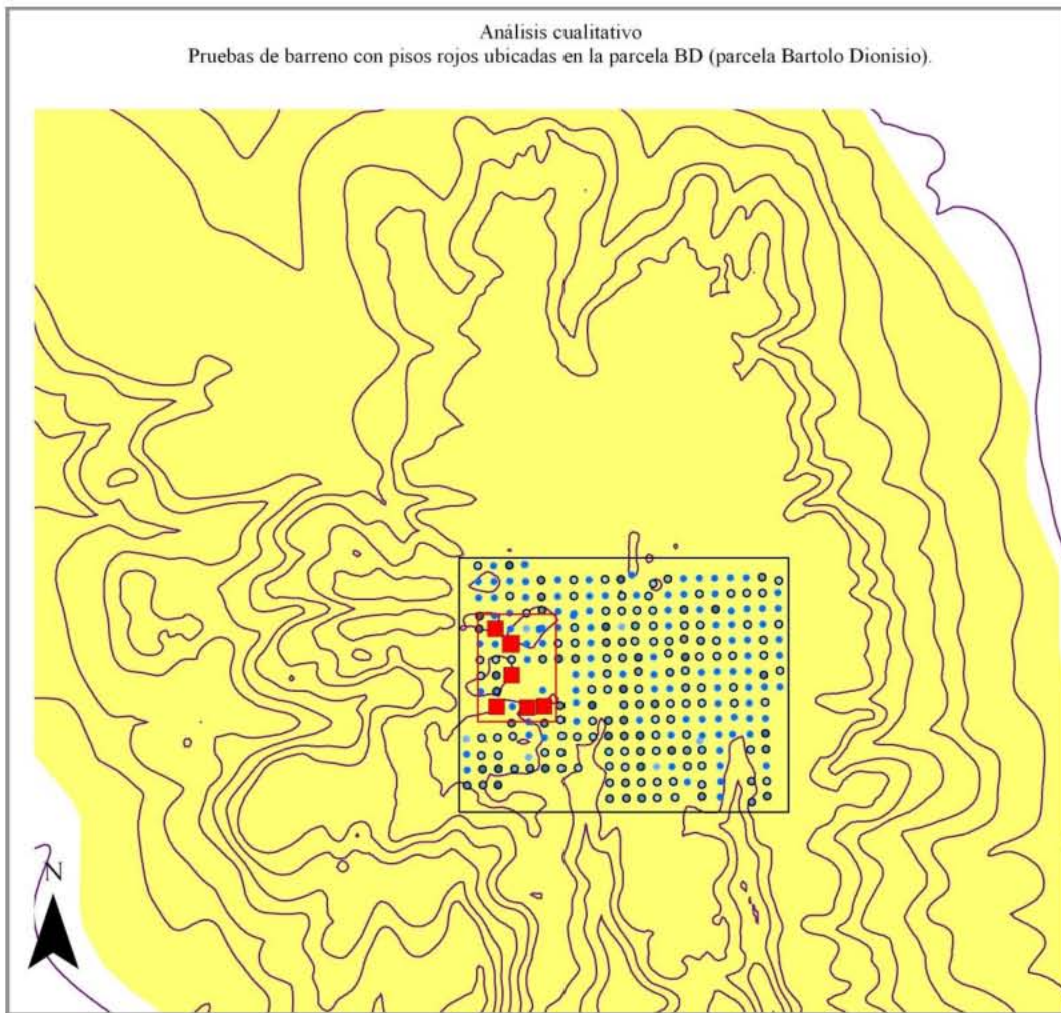 Análisis cualitativo
Pruebas de barreno con pisos rojos ubicadas en la parcela BD (parcela Bartolo Dionisio).
N